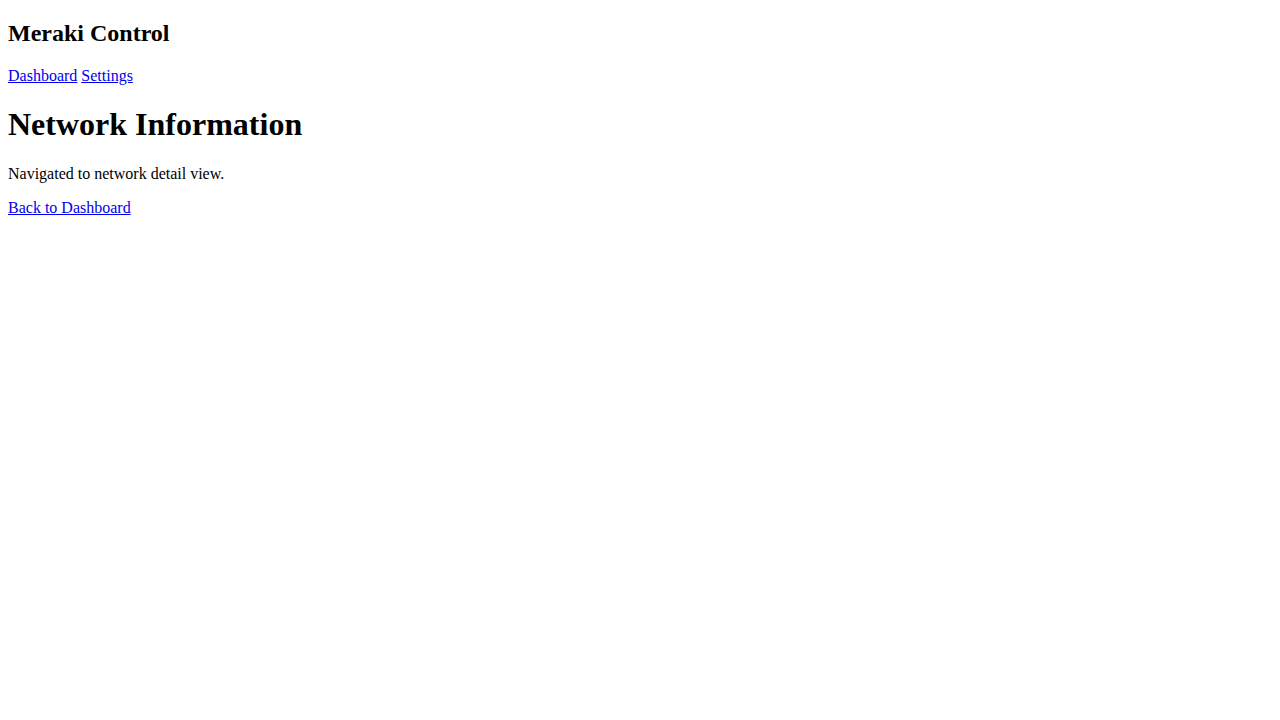 Meraki Control
Dashboard Settings
Network Information
Navigated to network detail view.
Back to Dashboard